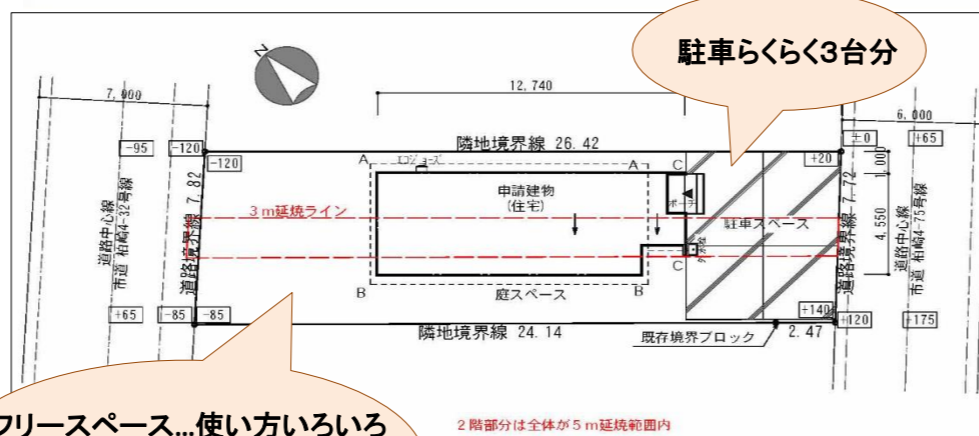 駐車らくらく3台分
N
7,900
12,740
6,000
-95
-120
-120
隣地境界線 26.42
±0
+65
+20
1,000
A
エコジョーズ
A
C
申請建物
(住宅)
ポーチ
3m延焼ライン
駐車スペース
道路中心線
市道 柏崎4-32号線
道路境界線 7.82
道路境界線 7.72
4,550
道路中心線
市道 柏崎4-75号線
C
B
B
庭スペース
+65
-85
-85
+140
+120
+175
隣地境界線 24.14
既存境界ブロック
2.47
フリースペース...使い方いろいろ
2階部分は全体が5m延焼範囲内